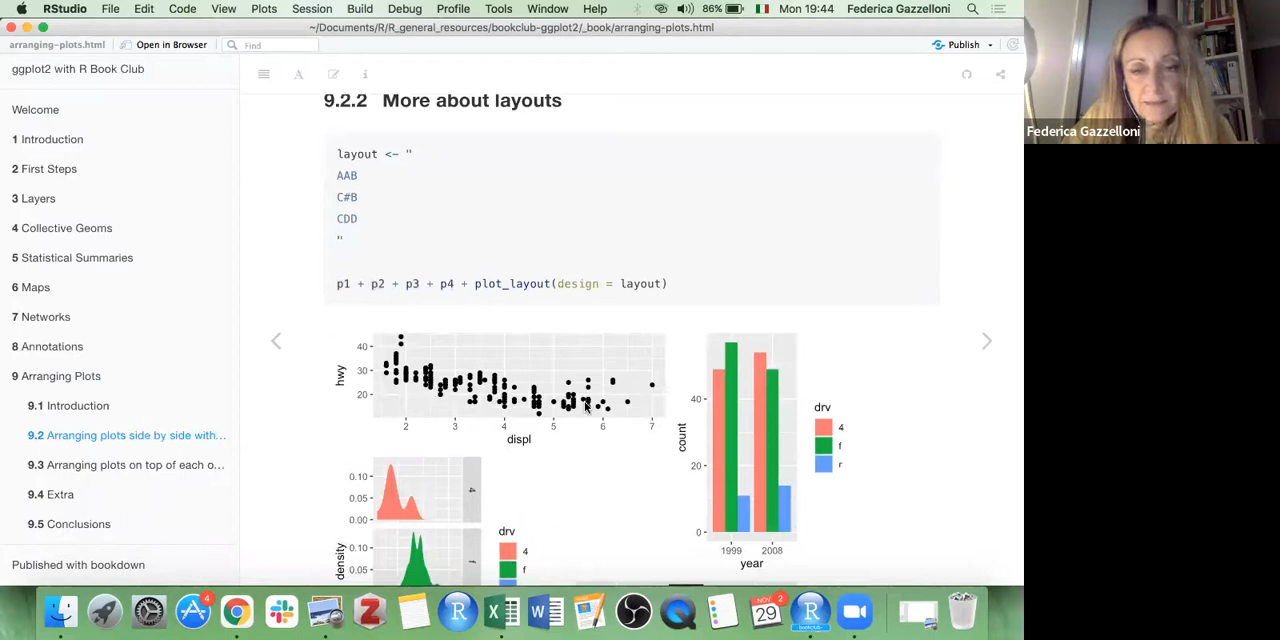 RStudio File Edit Code View Plots Session Build Debug Profile Tools Window Help 86% Mon 19:44 Federica Gazzelloni
~/Documents/R/R_general_resources/bookclub-ggplot2/_book/arranging-plots.html
arranging-plots.html Open in Browser Find Publish
ggplot2 with R Book Club
Welcome
1 Introduction
2 First Steps
3 Layers
4 Collective Geoms
5 Statistical Summaries
6 Maps
7 Networks
8 Annotations
9 Arranging Plots
9.1 Introduction
9.2 Arranging plots side by side with...
9.3 Arranging plots on top of each o...
9.4 Extra
9.5 Conclusions
Published with bookdown
A i
9.2.2 More about layouts
layout <- "
AAB
C#B
CDD
"
p1 + p2 + p3 + p4 + plot_layout(design = layout)
40
30
20
hwy
2 3 4 5 6 7
displ
0.10
0.05
0.00
4
0.10
0.05
f
density
drv
4
f
40
20
0
count
1999 2008
year
drv
4
f
r
Federica Gazzelloni
4
Z
R
X
W
NOV
29
2
R
bookclub-